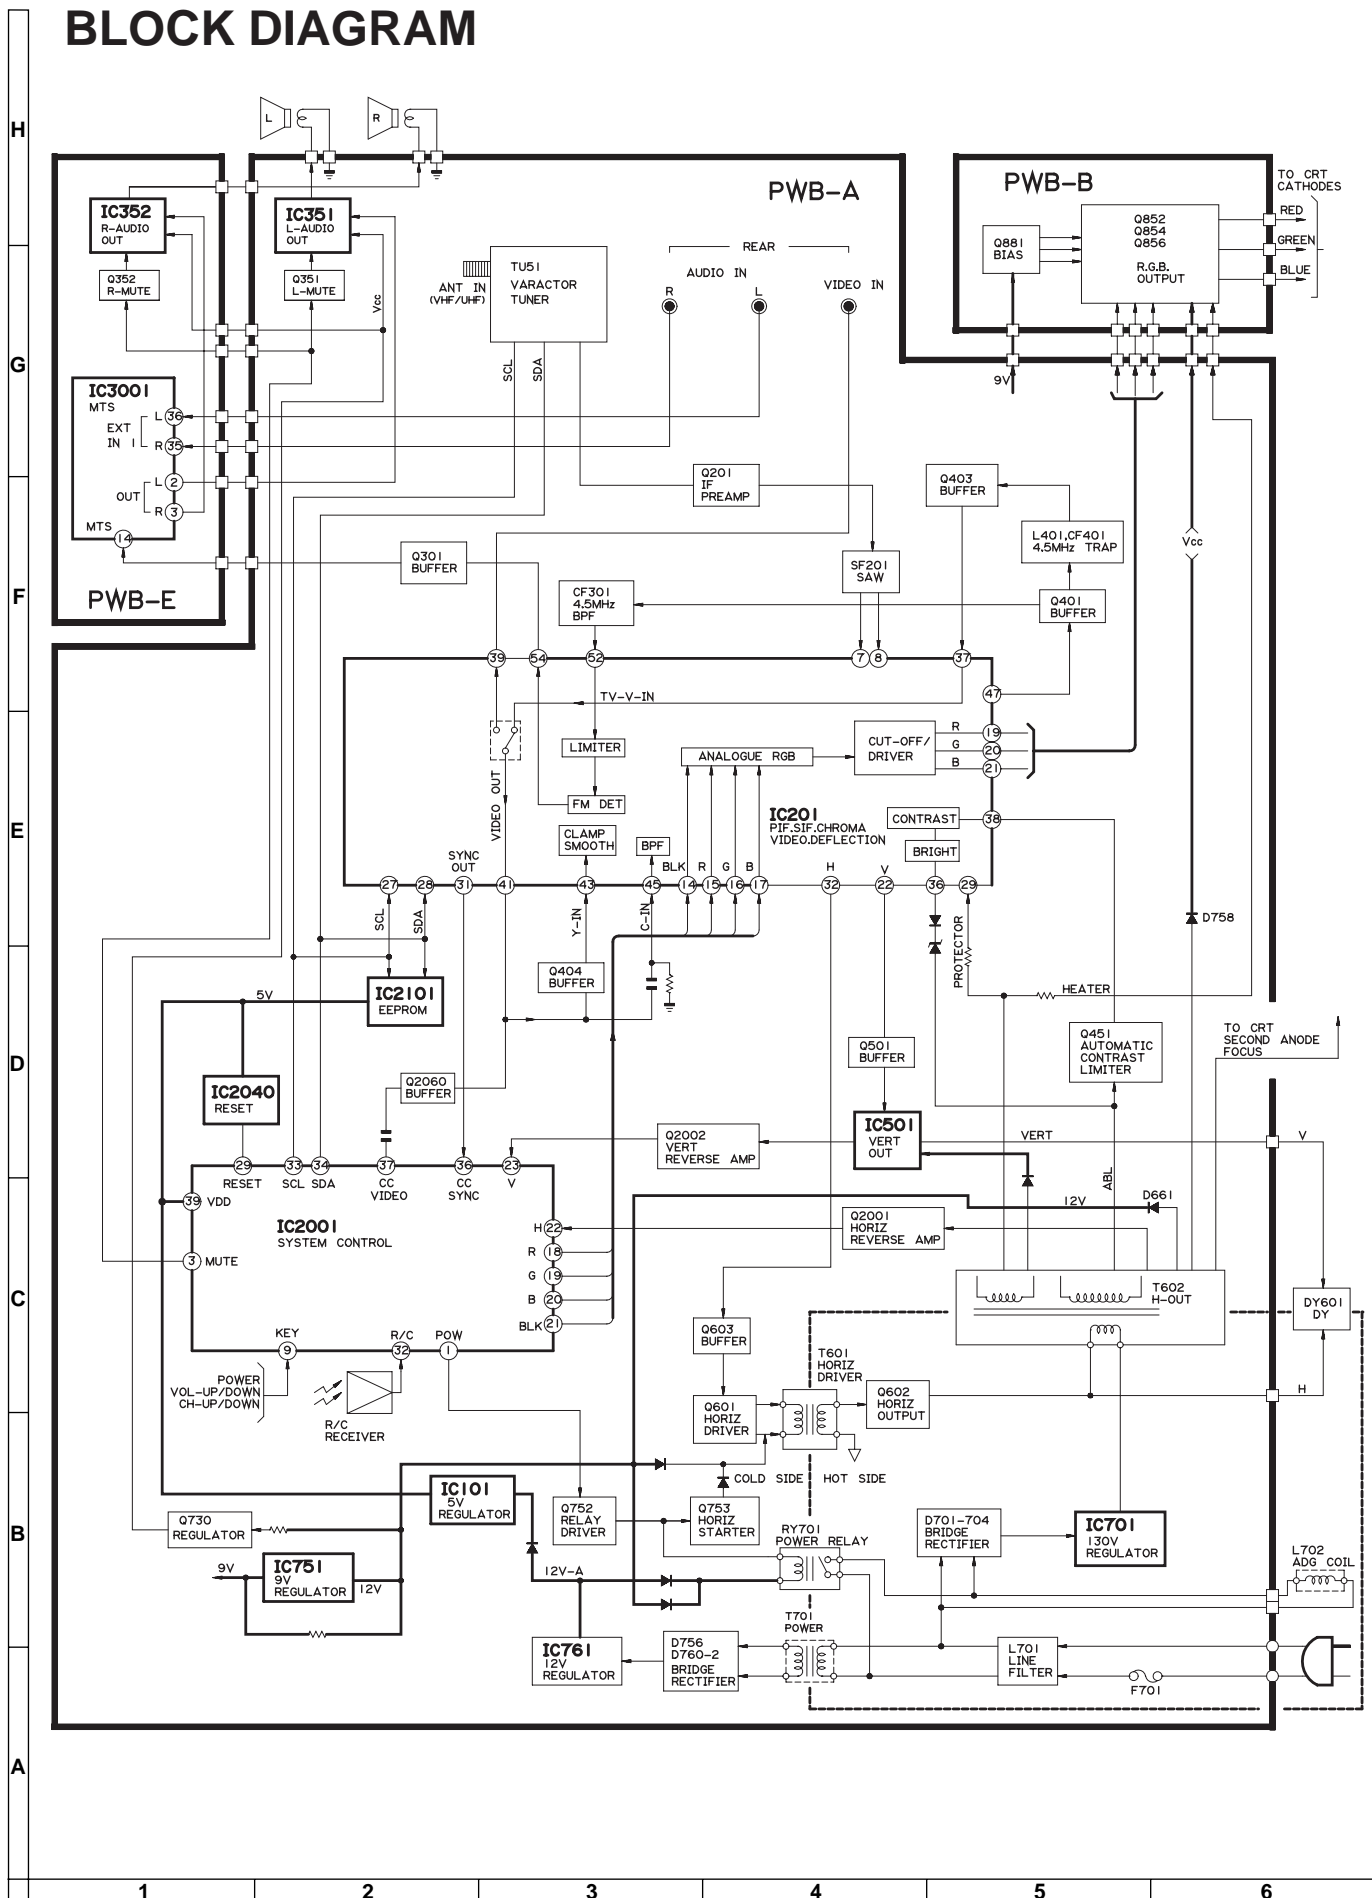 BLOCK DIAGRAM
H
G
F
E
D
C
B
A
1
2
3
4
5
6
L
R
PWB-A
PWB-B
TO CRT
CATHODES
RED
GREEN
BLUE
Q852
Q854
Q856
R.G.B.
OUTPUT
Q881
BIAS
9V
IC352
R-AUDIO
OUT
Q352
R-MUTE
IC351
L-AUDIO
OUT
Q351
L-MUTE
Vcc
ANT IN
(VHF/UHF)
TU51
VARACTOR
TUNER
SCL
SDA
REAR
AUDIO IN
R
L
VIDEO IN
IC3001
MTS
EXT
IN 1
L 36
R 35
OUT
L 2
R 3
MTS
14
PWB-E
Q201
IF
PREAMP
Q403
BUFFER
L401,CF401
4.5MHz TRAP
Vcc
Q301
BUFFER
SF201
SAW
CF301
4.5MHz
BPF
Q401
BUFFER
39
54
52
7
8
37
47
TV-V-IN
LIMITER
FM DET
VIDEO OUT
ANALOGUE RGB
CUT-OFF/
DRIVER
R
19
G
20
B
21
IC201
PIF.SIF.CHROMA
VIDEO.DEFLECTION
CONTRAST
38
BRIGHT
CLAMP
SMOOTH
BPF
SYNC
OUT
BLK
R
G
B
H
V
27
28
31
41
43
45
14
15
16
17
32
22
36
29
SCL
SDA
Y-IN
C-IN
PROTECTOR
D758
Q404
BUFFER
IC2101
EEPROM
5V
HEATER
TO CRT
SECOND ANODE
FOCUS
Q501
BUFFER
Q451
AUTOMATIC
CONTRAST
LIMITER
IC2040
RESET
Q2060
BUFFER
Q2002
VERT
REVERSE AMP
IC501
VERT
OUT
VERT
V
29
33
34
37
36
23
RESET
SCL
SDA
CC
VIDEO
CC
SYNC
V
39
VDD
IC2001
SYSTEM CONTROL
3
MUTE
H 22
R 18
G 19
B 20
BLK 21
KEY
9
R/C
32
POW
1
ABL
12V
D661
Q2001
HORIZ
REVERSE AMP
T602
H-OUT
DY601
DY
Q603
BUFFER
T601
HORIZ
DRIVER
Q601
HORIZ
DRIVER
Q602
HORIZ
OUTPUT
H
POWER
VOL-UP/DOWN
CH-UP/DOWN
R/C
RECEIVER
COLD SIDE
HOT SIDE
IC101
5V
REGULATOR
Q752
RELAY
DRIVER
Q753
HORIZ
STARTER
Q730
REGULATOR
RY701
POWER RELAY
D701-704
BRIDGE
RECTIFIER
IC701
130V
REGULATOR
L702
ADG COIL
9V
IC751
9V
REGULATOR
12V
12V-A
T701
POWER
IC761
12V
REGULATOR
D756
D760-2
BRIDGE
RECTIFIER
L701
LINE
FILTER
F701